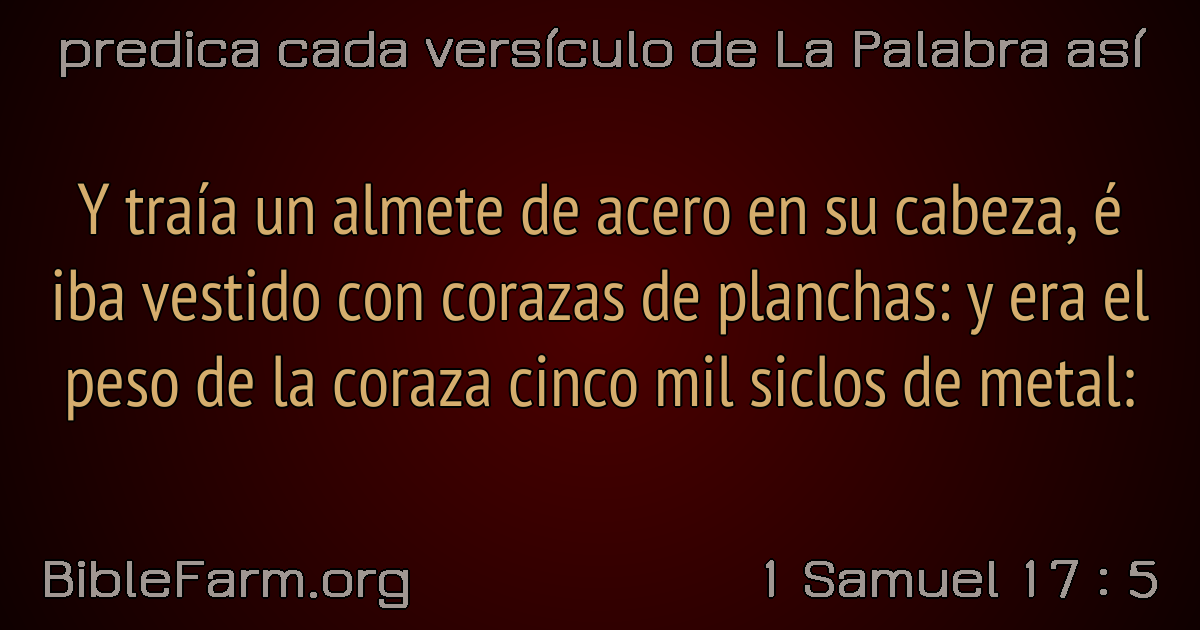 predica cada versículo de La Palabra así
Y traía un almete de acero en su cabeza, é
iba vestido con corazas de planchas: y era el
peso de la coraza cinco mil siclos de metal:
BibleFarm.org
1 Samuel 17 : 5